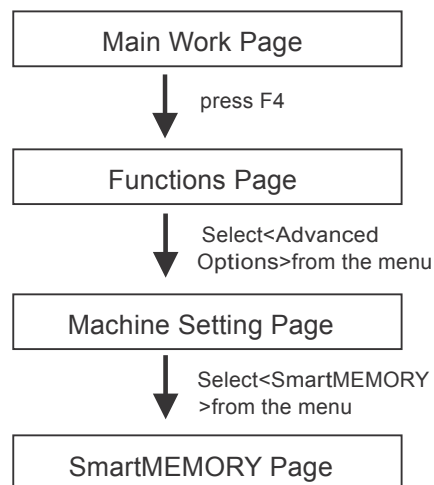 Main Work Page
press F4
Functions Page
Select<Advanced
Options>from the menu
Machine Setting Page
Select<SmartMEMORY
>from the menu
SmartMEMORY Page